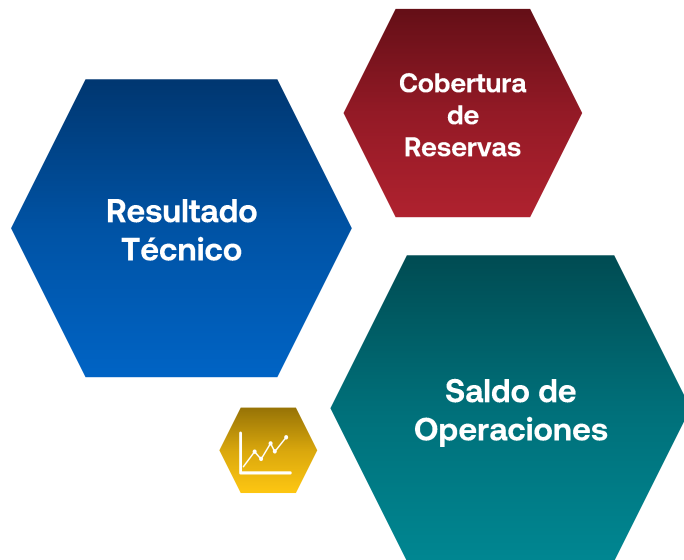 Cobertura
de
Reservas
Resultado
Técnico
Saldo de
Operaciones